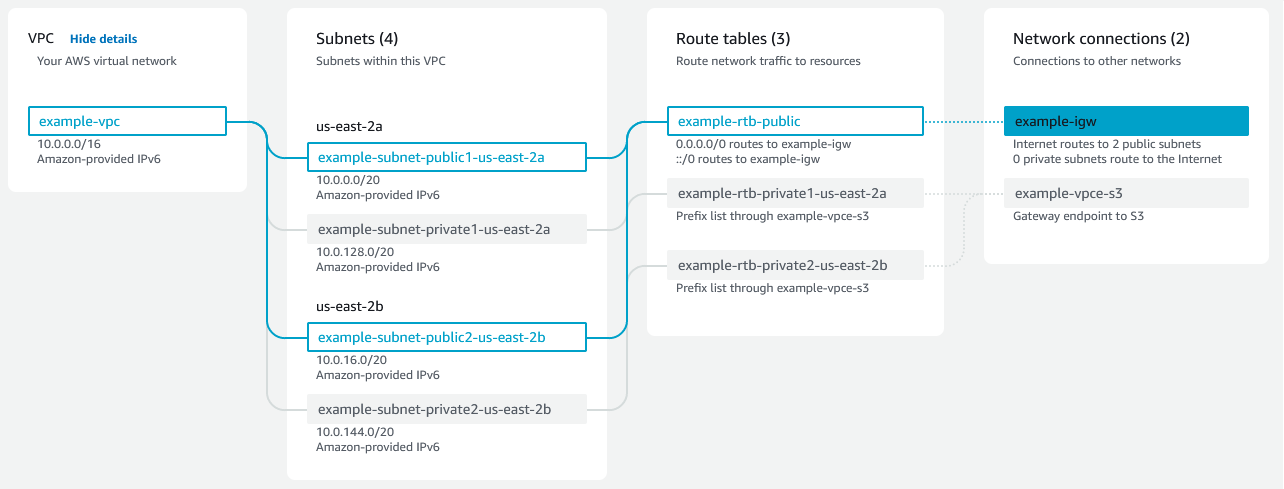 VPC Hide details
Your AWS virtual network
example-vpc
10.0.0.0/16
Amazon-provided IPv6
Subnets (4)
Subnets within this VPC
us-east-2a
example-subnet-public1-us-east-2a
10.0.0.0/20
Amazon-provided IPv6
example-subnet-private1-us-east-2a
10.0.128.0/20
Amazon-provided IPv6
us-east-2b
example-subnet-public2-us-east-2b
10.0.16.0/20
Amazon-provided IPv6
example-subnet-private2-us-east-2b
10.0.144.0/20
Amazon-provided IPv6
Route tables (3)
Route network traffic to resources
example-rtb-public
0.0.0.0/0 routes to example-igw
::/0 routes to example-igw
example-rtb-private1-us-east-2a
Prefix list through example-vpce-s3
example-rtb-private2-us-east-2b
Prefix list through example-vpce-s3
Network connections (2)
Connections to other networks
example-igw
Internet routes to 2 public subnets
0 private subnets route to the Internet
example-vpce-s3
Gateway endpoint to S3